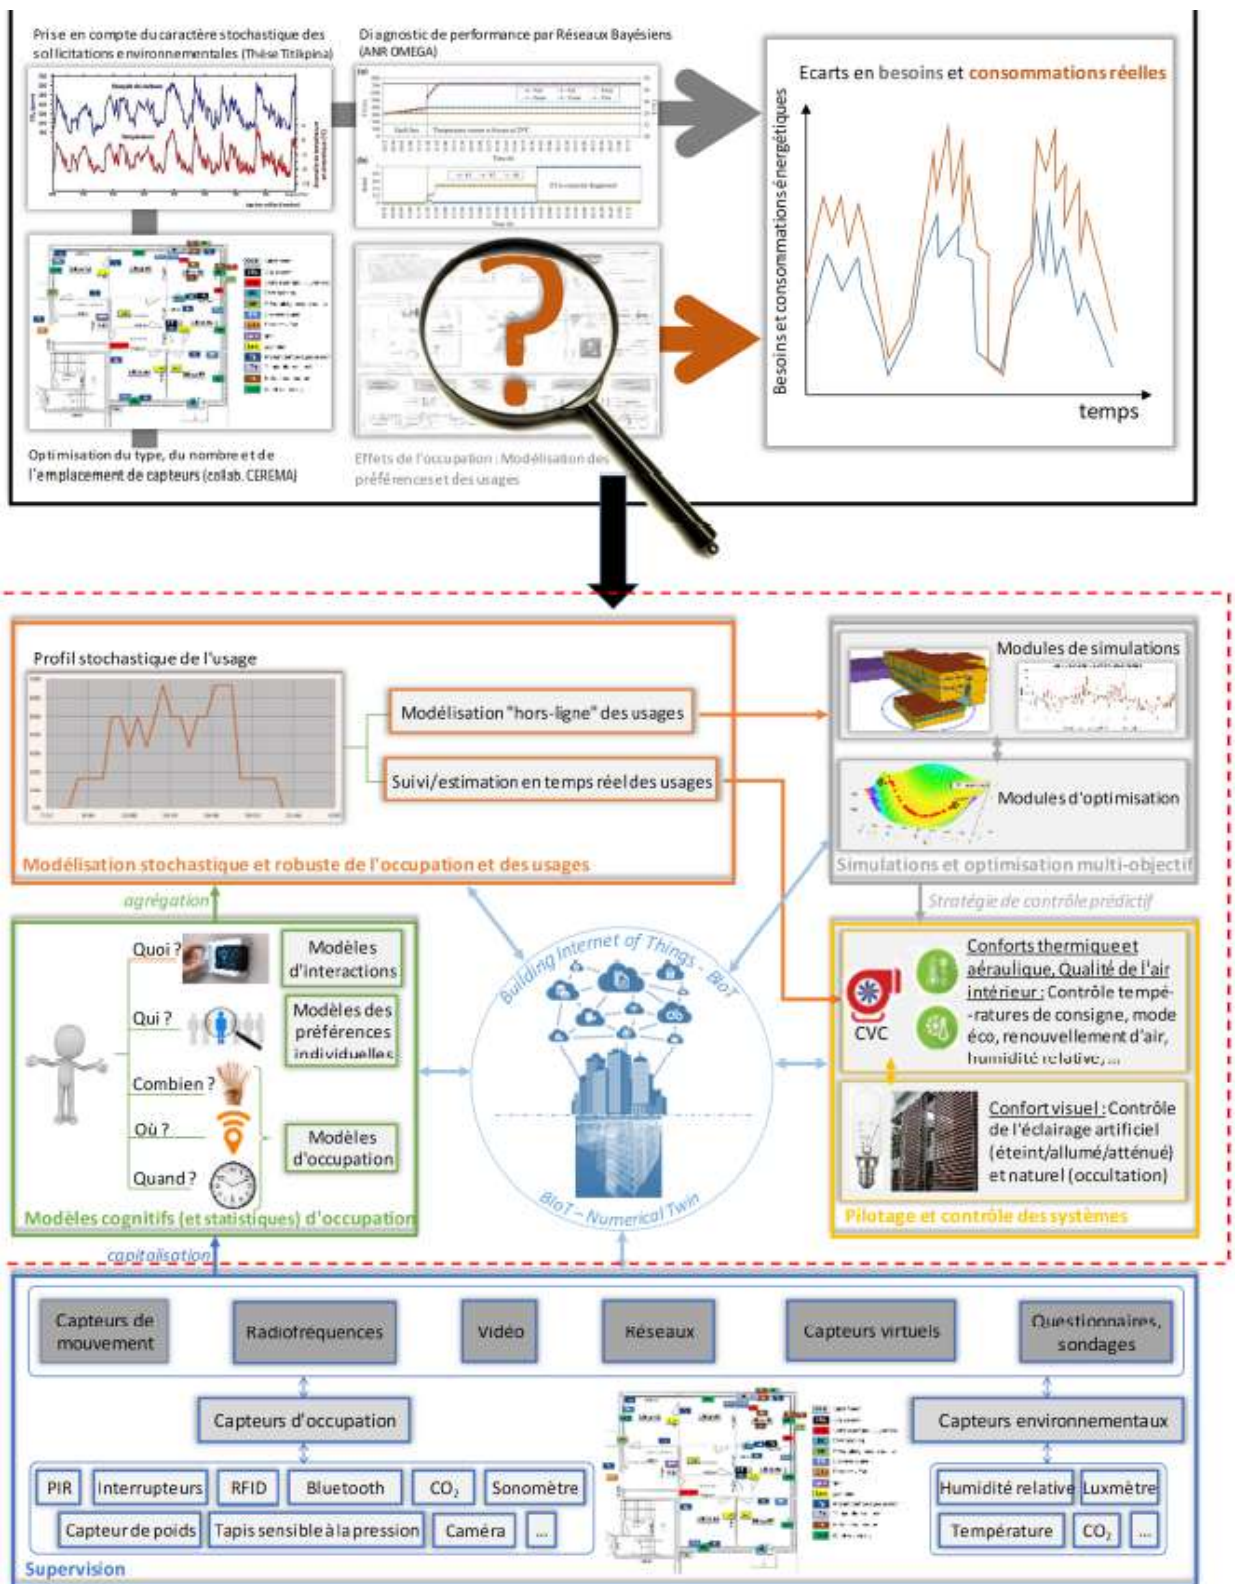 Prise en compte du caractère stochastique des
sollicitations environnementales (Thèse Titikpina)
Diagnostic de performance par Réseaux Bayésiens
(ANR OMEGA)
Ecarts en besoins et consommations réelles
Besoins et consommations énergétiques
temps
Optimisation du type, du nombre et de
l'emplacement de capteurs (collab. CEREMA)
Effets de l'occupation : Modélisation des
préférences et des usages
?
Profil stochastique de l'usage
Modélisation "hors-ligne" des usages
Suivi/estimation en temps réel des usages
Modélisation stochastique et robuste de l'occupation et des usages
Modules de simulations
Modules d'optimisation
Simulations et optimisation multi-objectif
agrégation
Stratégie de contrôle prédictif
Quoi ?
Modèles
d'interactions
Qui ?
Modèles des
préférences
individuelles
Combien ?
Où ?
Quand ?
Modèles
d'occupation
Modèles cognitifs (et statistiques) d'occupation
Building Internet of Things - BIoT
BIoT – Numerical Twin
CVC
Conforts thermique et
aéraulique, Qualité de l'air
intérieur : Contrôle tempé-
-ratures de consigne, mode
éco, renouvellement d'air,
humidité relative, ...
Confort visuel : Contrôle
de l'éclairage artificiel
(éteint/allumé/atténué)
et naturel (occultation)
Pilotage et contrôle des systèmes
capitalisation
Capteurs de
mouvement
Radiofréquences
Vidéo
Réseaux
Capteurs virtuels
Questionnaires,
sondages
Capteurs d'occupation
Capteurs environnementaux
PIR
Interrupteurs
RFID
Bluetooth
CO₂
Sonomètre
Capteur de poids
Tapis sensible à la pression
Caméra
...
Humidité relative
Luxmètre
Température
CO₂
...
Supervision